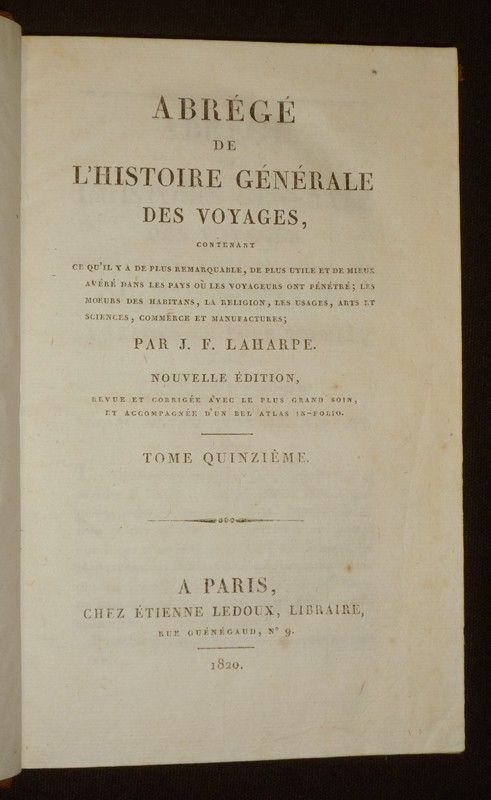 ABRÉGÉ
DE
L'HISTOIRE GÉNÉRALE
DES VOYAGES,
CONTENANT
CE QU'IL Y A DE PLUS REMARQUABLE, DE PLUS UTILE ET DE MIEUX
AVÉRÉ DANS LES PAYS OÙ LES VOYAGEURS ONT PÉNÉTRÉ; LES
MŒURS DES HABITANS, LA RELIGION, LES USAGES, ARTS ET
SCIENCES, COMMERCE ET MANUFACTURES;
PAR J. F. LAHARPE.
NOUVELLE ÉDITION,
REVUE ET CORRIGÉE AVEC LE PLUS GRAND SOIN,
ET ACCOMPAGNÉE D'UN BEL ATLAS IN-FOLIO.
TOME QUINZIÈME.
A PARIS,
CHEZ ÉTIENNE LEDOUX, LIBRAIRE,
RUE GUÉNÉGAUD, N° 9.
1820.